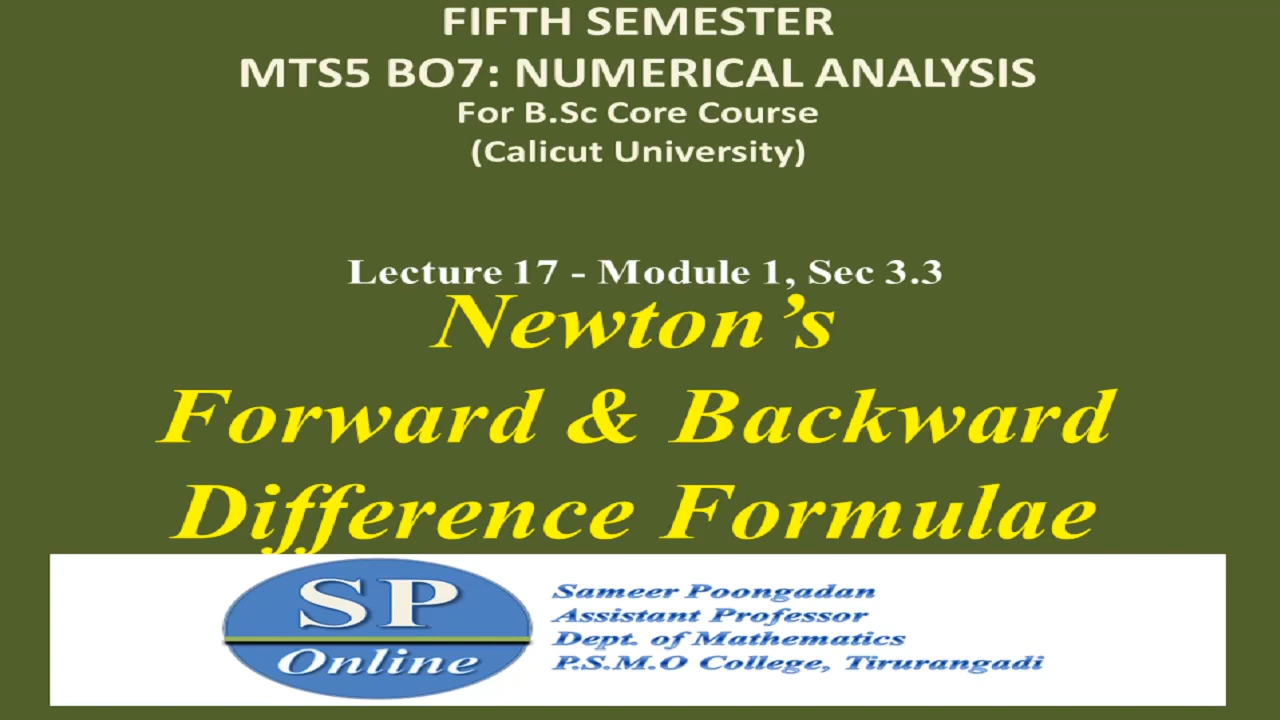 FIFTH SEMESTER
MTS5 BO7: NUMERICAL ANALYSIS
For B.Sc Core Course
(Calicut University)
Lecture 17 - Module 1, Sec 3.3
Newton's
Forward & Backward
Difference Formulae
SP
Online
Sameer Poongadan
Assistant Professor
Dept. of Mathematics
P.S.M.O College, Tirurangadi